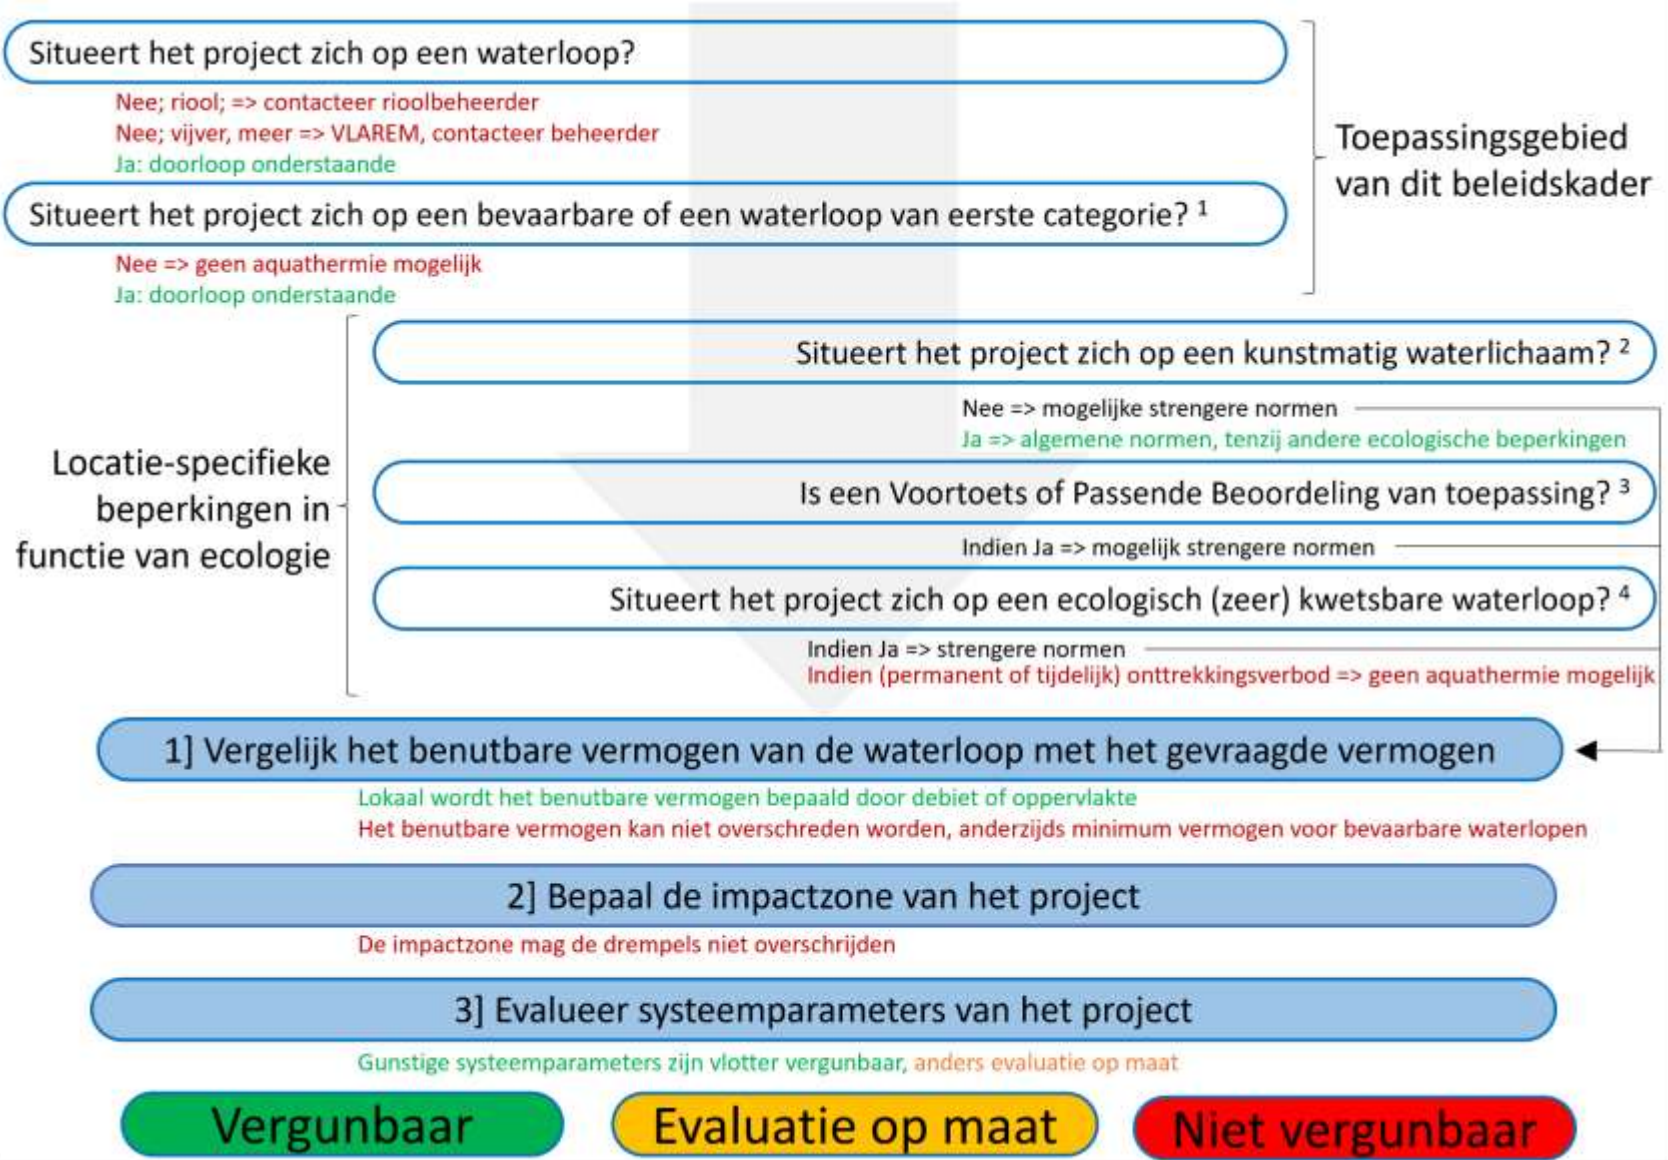 Situeert het project zich op een waterloop?
Nee; riool; => contacteer rioolbeheerder
Nee; vijver, meer => VLAREM, contacteer beheerder
Ja: doorloop onderstaande
Situeert het project zich op een bevaarbare of een waterloop van eerste categorie? 1
Nee => geen aquathermie mogelijk
Ja: doorloop onderstaande
Toepassingsgebied
van dit beleidskader
Situeert het project zich op een kunstmatig waterlichaam? 2
Nee => mogelijke strengere normen
Ja => algemene normen, tenzij andere ecologische beperkingen
Is een Voortoets of Passende Beoordeling van toepassing? 3
Indien Ja => mogelijk strengere normen
Situeert het project zich op een ecologisch (zeer) kwetsbare waterloop? 4
Indien Ja => strengere normen
Indien (permanent of tijdelijk) onttrekkingsverbod => geen aquathermie mogelijk
Locatie-specifieke
beperkingen in
functie van ecologie
1] Vergelijk het benutbare vermogen van de waterloop met het gevraagde vermogen
Lokaal wordt het benutbare vermogen bepaald door debiet of oppervlakte
Het benutbare vermogen kan niet overschreden worden, anderzijds minimum vermogen voor bevaarbare waterlopen
2] Bepaal de impactzone van het project
De impactzone mag de drempels niet overschrijden
3] Evalueer systeemparameters van het project
Gunstige systeemparameters zijn vlotter vergunbaar, anders evaluatie op maat
Vergunbaar
Evaluatie op maat
Niet vergunbaar